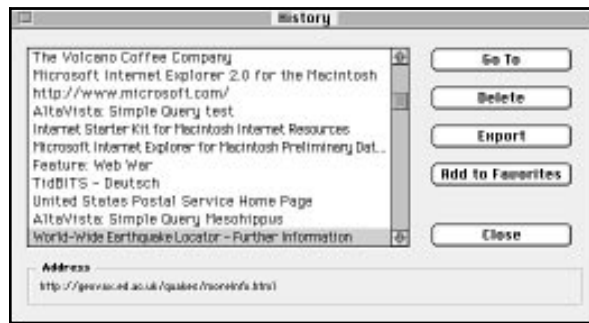 History
The Volcano Coffee Company
Microsoft Internet Explorer 2.0 for the Macintosh
http://www.microsoft.com/
AltaVista: Simple Query test
Internet Starter Kit for Macintosh Internet Resources
Microsoft Internet Explorer for Macintosh Preliminary Dat...
Feature: Web War
TidBITS - Deutsch
United States Postal Service Home Page
AltaVista: Simple Query Mesohippus
World-Wide Earthquake Locator - Further Information
Go To
Delete
Export
Add to Favorites
Close
Address
http://geovax.ed.ac.uk/quakes/moreinfo.html